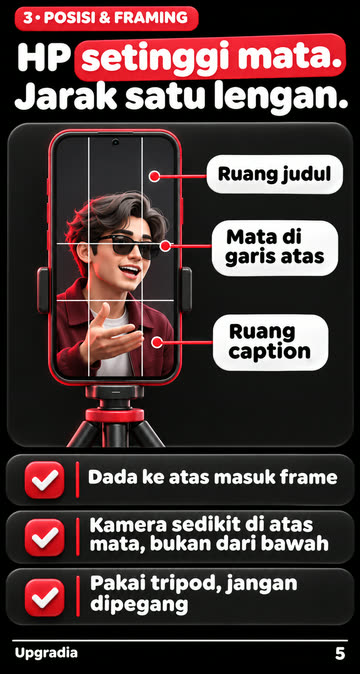 3 • POSISI & FRAMING
HP setinggi mata.
Jarak satu lengan.
Ruang judul
Mata di
garis atas
Ruang
caption
Dada ke atas masuk frame
Kamera sedikit di atas
mata, bukan dari bawah
Pakai tripod, jangan
dipegang
Upgradia
5